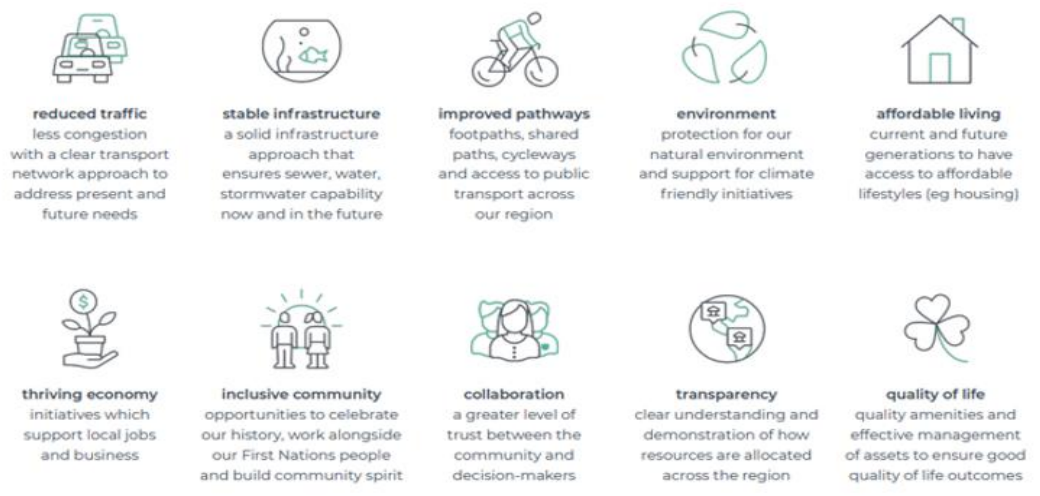 reduced traffic
less congestion
with a clear transport
network approach to
address present and
future needs
stable infrastructure
a solid infrastructure
approach that
ensures sewer, water,
stormwater capability
now and in the future
improved pathways
footpaths, shared
paths, cycleways
and access to public
transport across
our region
environment
protection for our
natural environment
and support for climate
friendly initiatives
affordable living
current and future
generations to have
access to affordable
lifestyles (eg housing)
$
thriving economy
initiatives which
support local jobs
and business
inclusive community
opportunities to celebrate
our history, work alongside
our First Nations people
and build community spirit
collaboration
a greater level of
trust between the
community and
decision-makers
transparency
clear understanding and
demonstration of how
resources are allocated
across the region
quality of life
quality amenities and
effective management
of assets to ensure good
quality of life outcomes